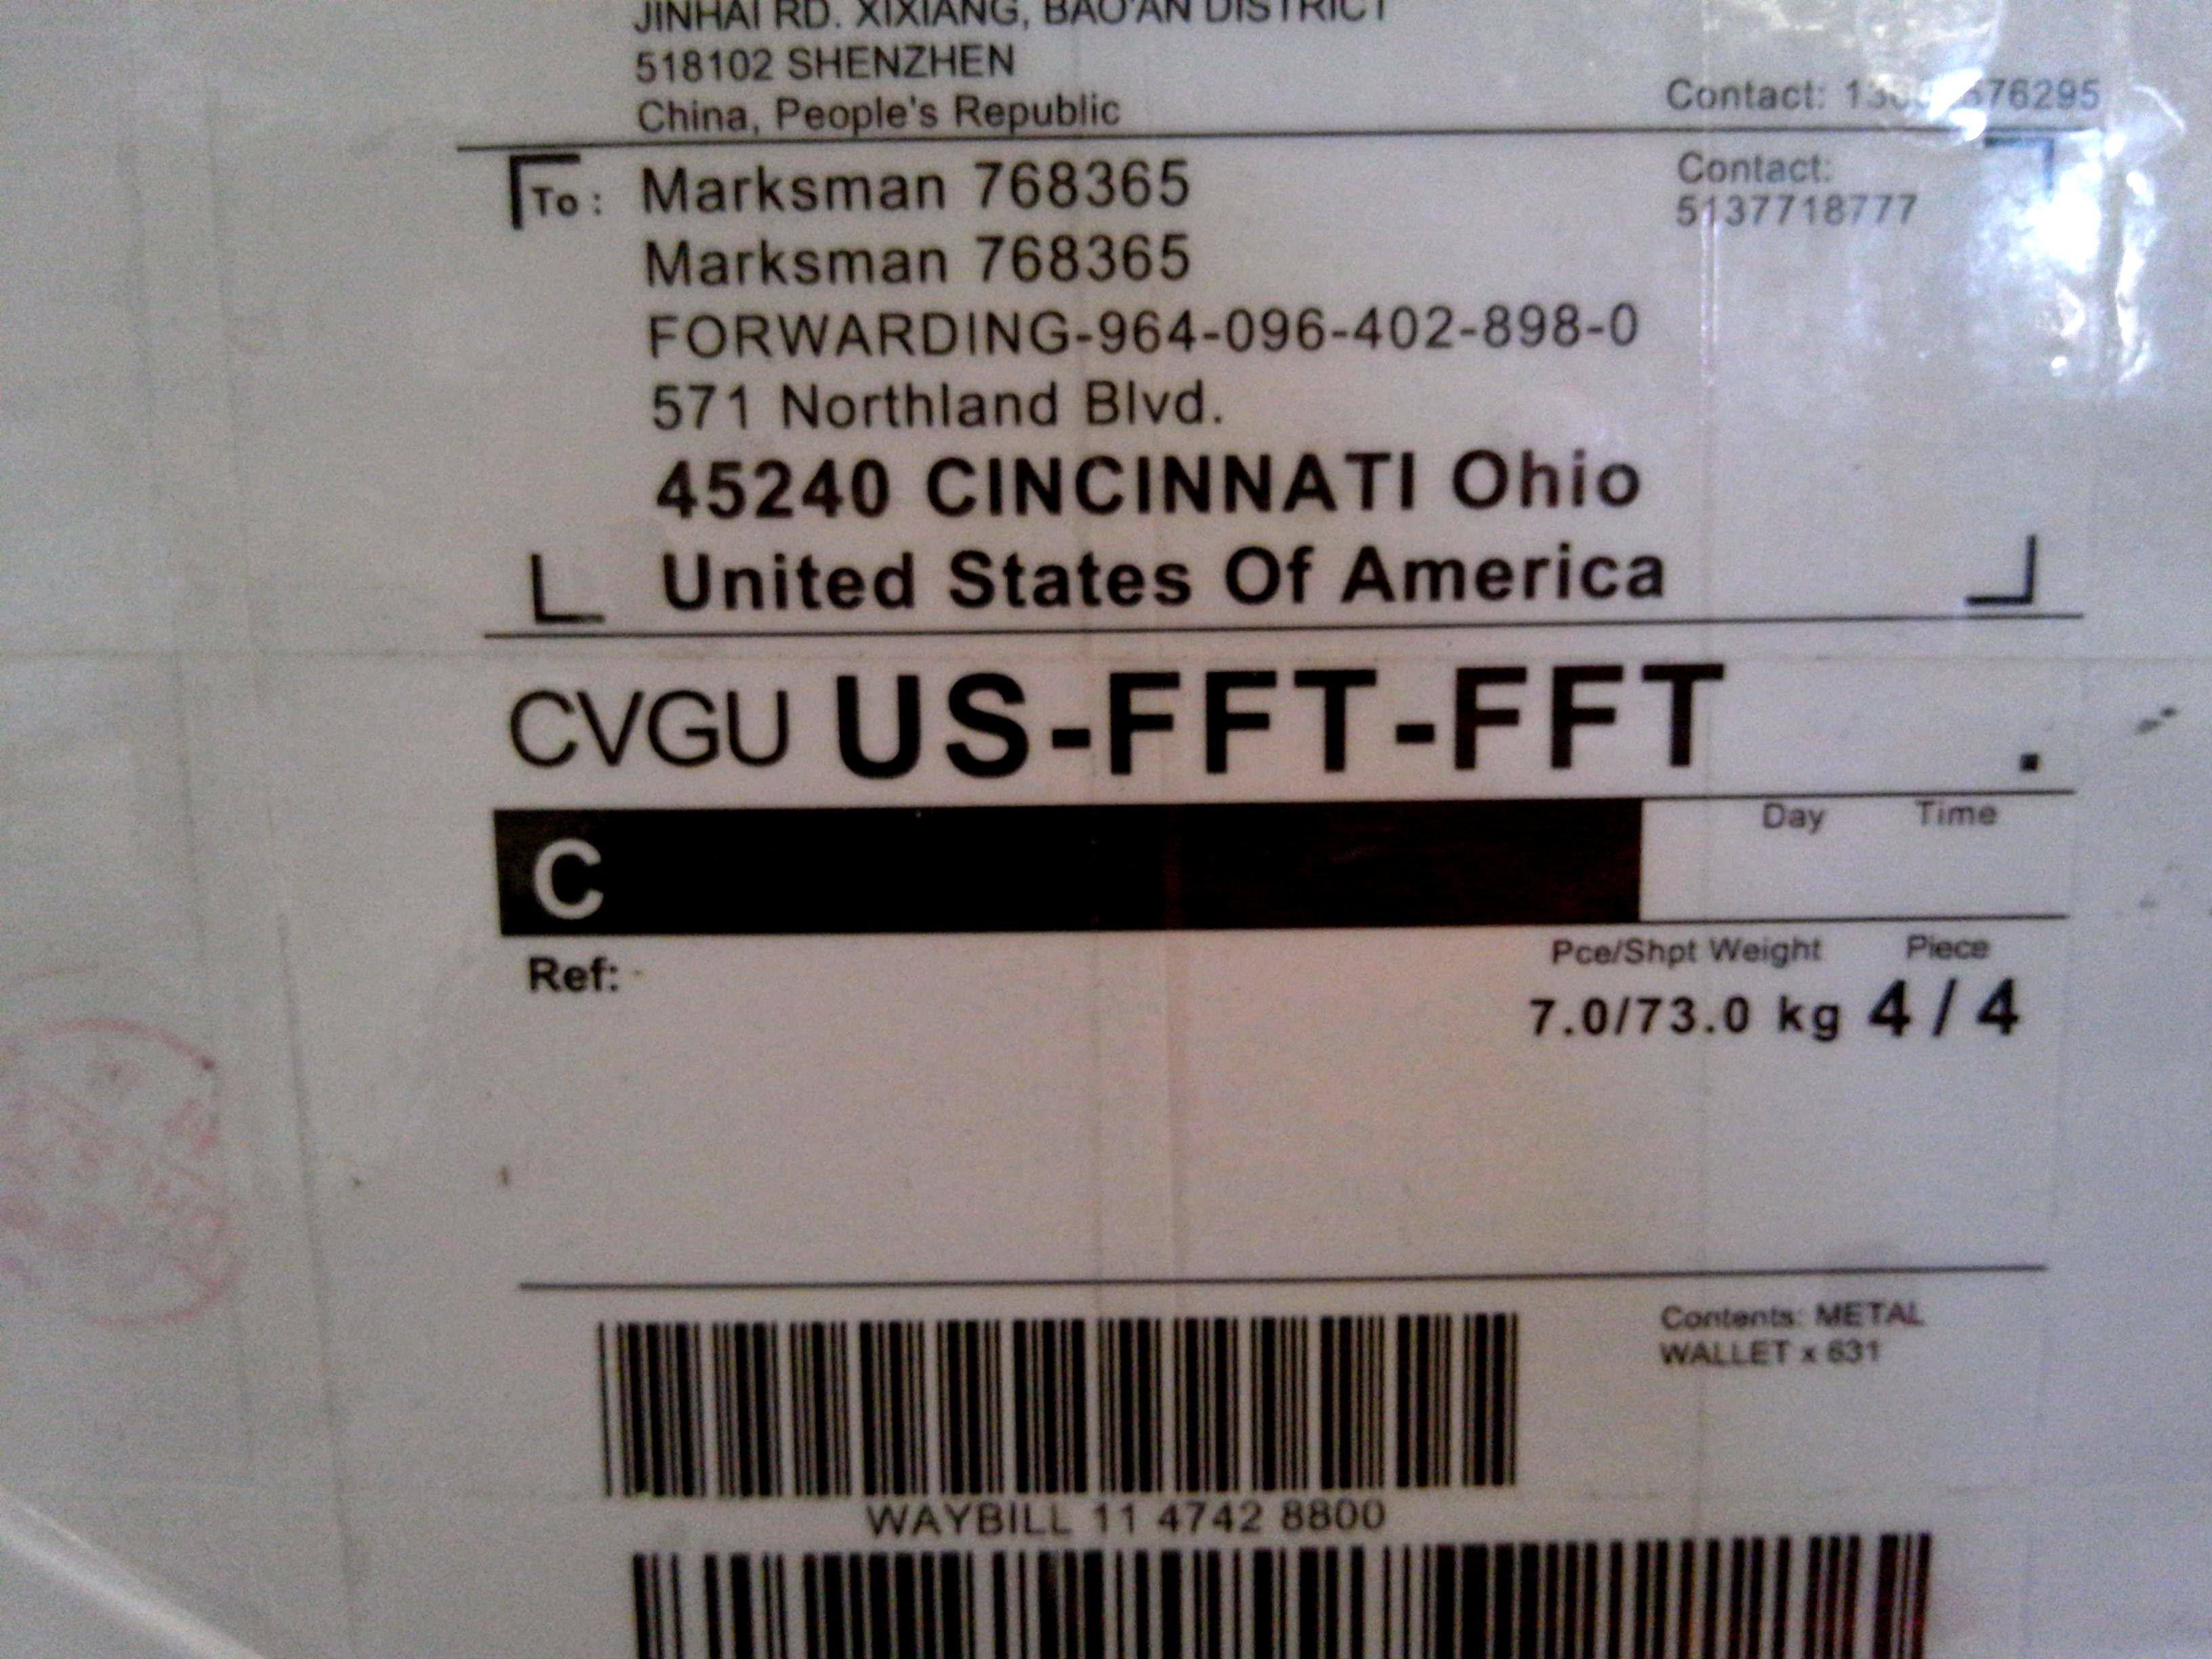 JINHAI RD. XIXIANG, BAO'AN DISTRICT
518102 SHENZHEN
China, People's Republic
Contact:
To :
Marksman 768365
Contact:
5137718777
Marksman 768365
FORWARDING-964-096-402-898-0
571 Northland Blvd.
45240 CINCINNATI Ohio
United States Of America
CVGU US-FFT-FFT .
Day Time
C
Ref: -
Pce/Shpt Weight Piece
7.0/73.0 kg 4 / 4
Contents: METAL
WALLET x 631
WAYBILL 11 4742 8800